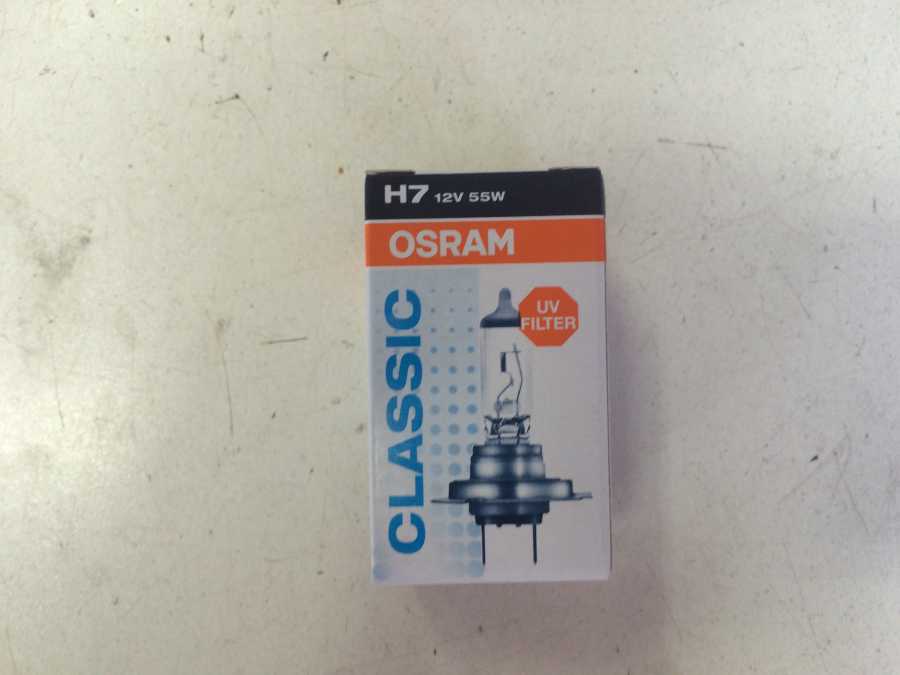 H7 12V 55W
OSRAM
CLASSIC
UV
FILTER